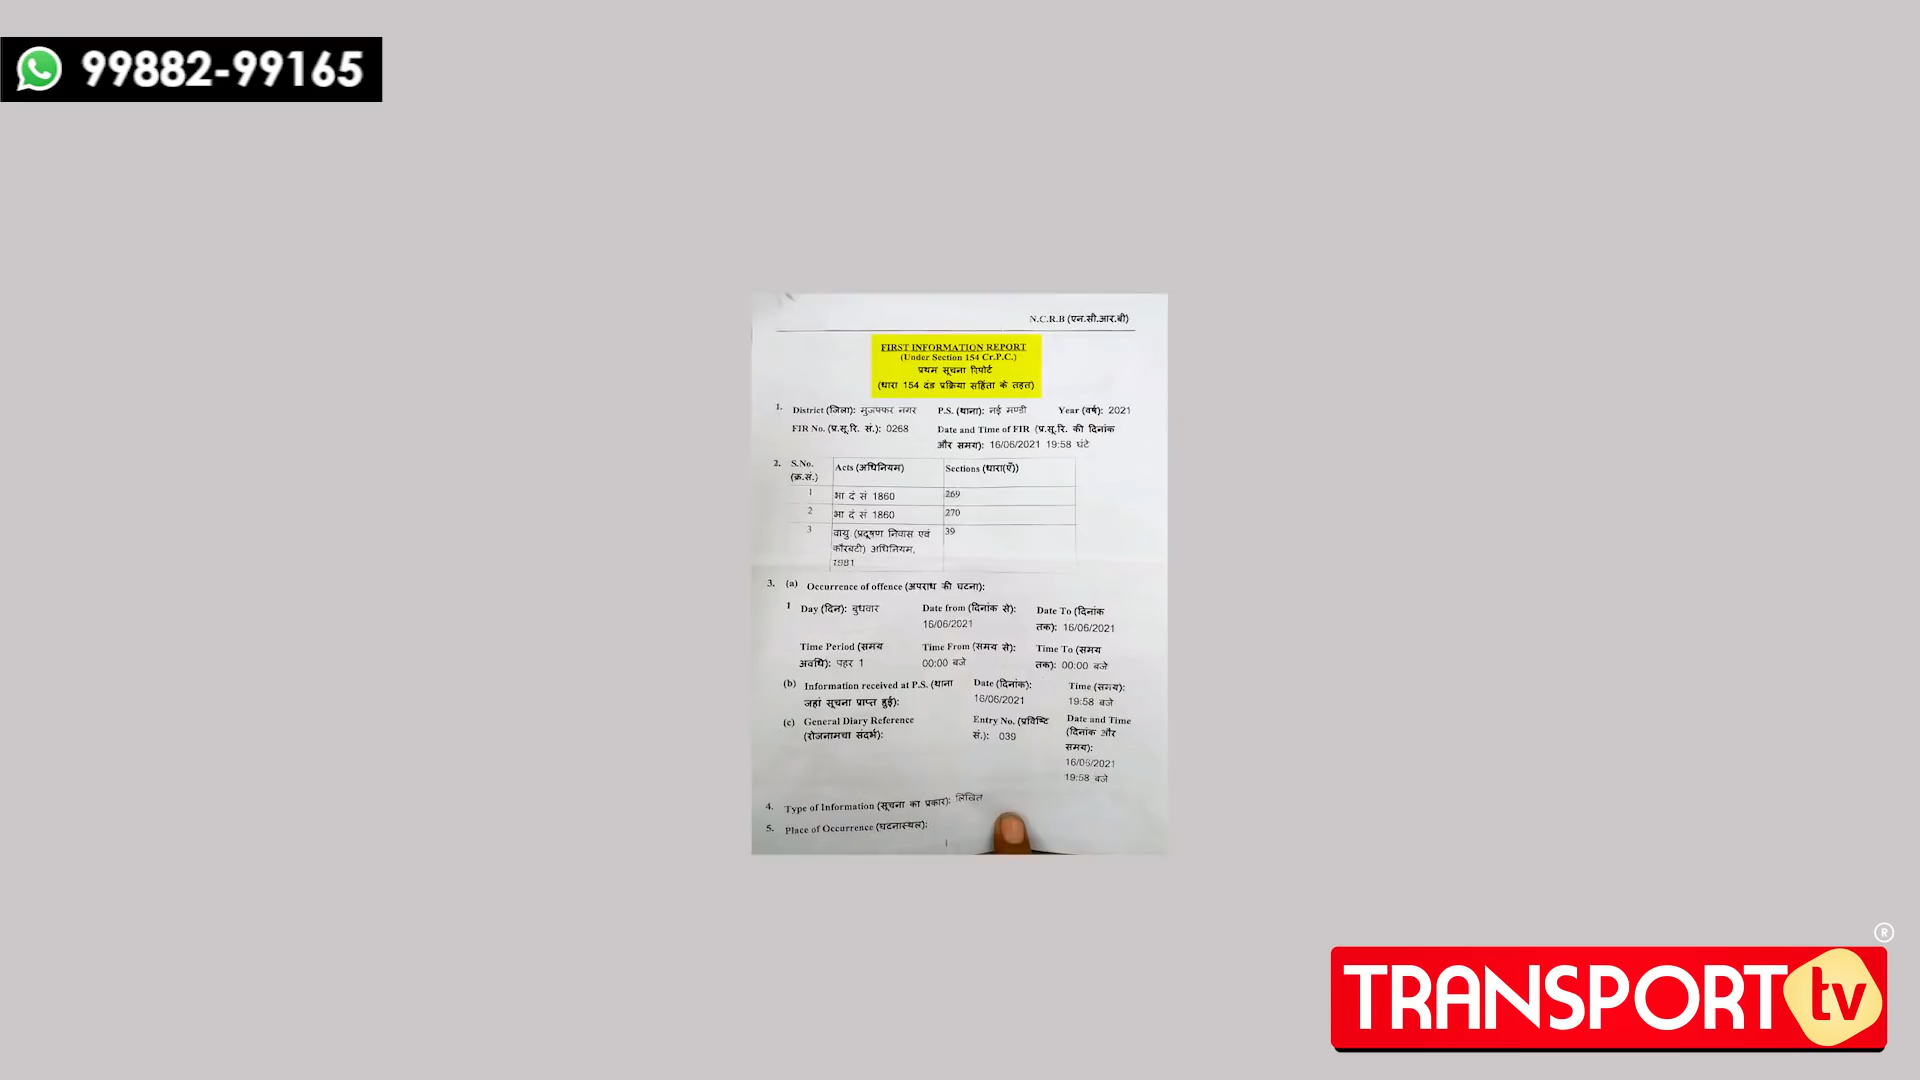 99882-99165
N.C.R.B (एन.सी.आर.बी)
FIRST INFORMATION REPORT
(Under Section 154 Cr.P.C.)
प्रथम सूचना रिपोर्ट
(धारा 154 दंड प्रक्रिया सहिंता के तहत)
1. District (जिला): मुजफ्फर नगर P.S. (थाना): नई मण्डी Year (वर्ष): 2021
FIR No. (प्र.सू.रि. सं.): 0268 Date and Time of FIR (प्र.सू.रि. की दिनांक
और समय): 16/06/2021 19:58 घंटे
2. S.No. Acts (अधिनियम) Sections (धारा(एँ))
(क्र.सं.)
1 भा दं सं 1860 269
2 भा दं सं 1860 270
3 वायु (प्रदूषण निवास एवं 39
अधिनियम,
1981
3. (a) Occurrence of offence (अपराध की घटना):
1 Day (दिन): बुधवार Date from (दिनांक से): Date To (दिनांक
16/06/2021 तक): 16/06/2021
Time Period (समय Time From (समय से): Time To (समय
अवधि): पहर 1 00:00 बजे तक): 00:00 बजे
(b) Information received at P.S. (थाना Date (दिनांक): Time (समय):
जहां सूचना प्राप्त हुई): 16/06/2021 19:58 बजे
(c) General Diary Reference Entry No. (प्रविष्टि Date and Time
(रोजनामचा संदर्भ): सं.): 039 (दिनांक और
समय):
16/06/2021
19:58 बजे
4. Type of Information (सूचना का प्रकार): लिखित
5. Place of Occurrence (घटनास्थल):
1
®
TRANSPORT tv